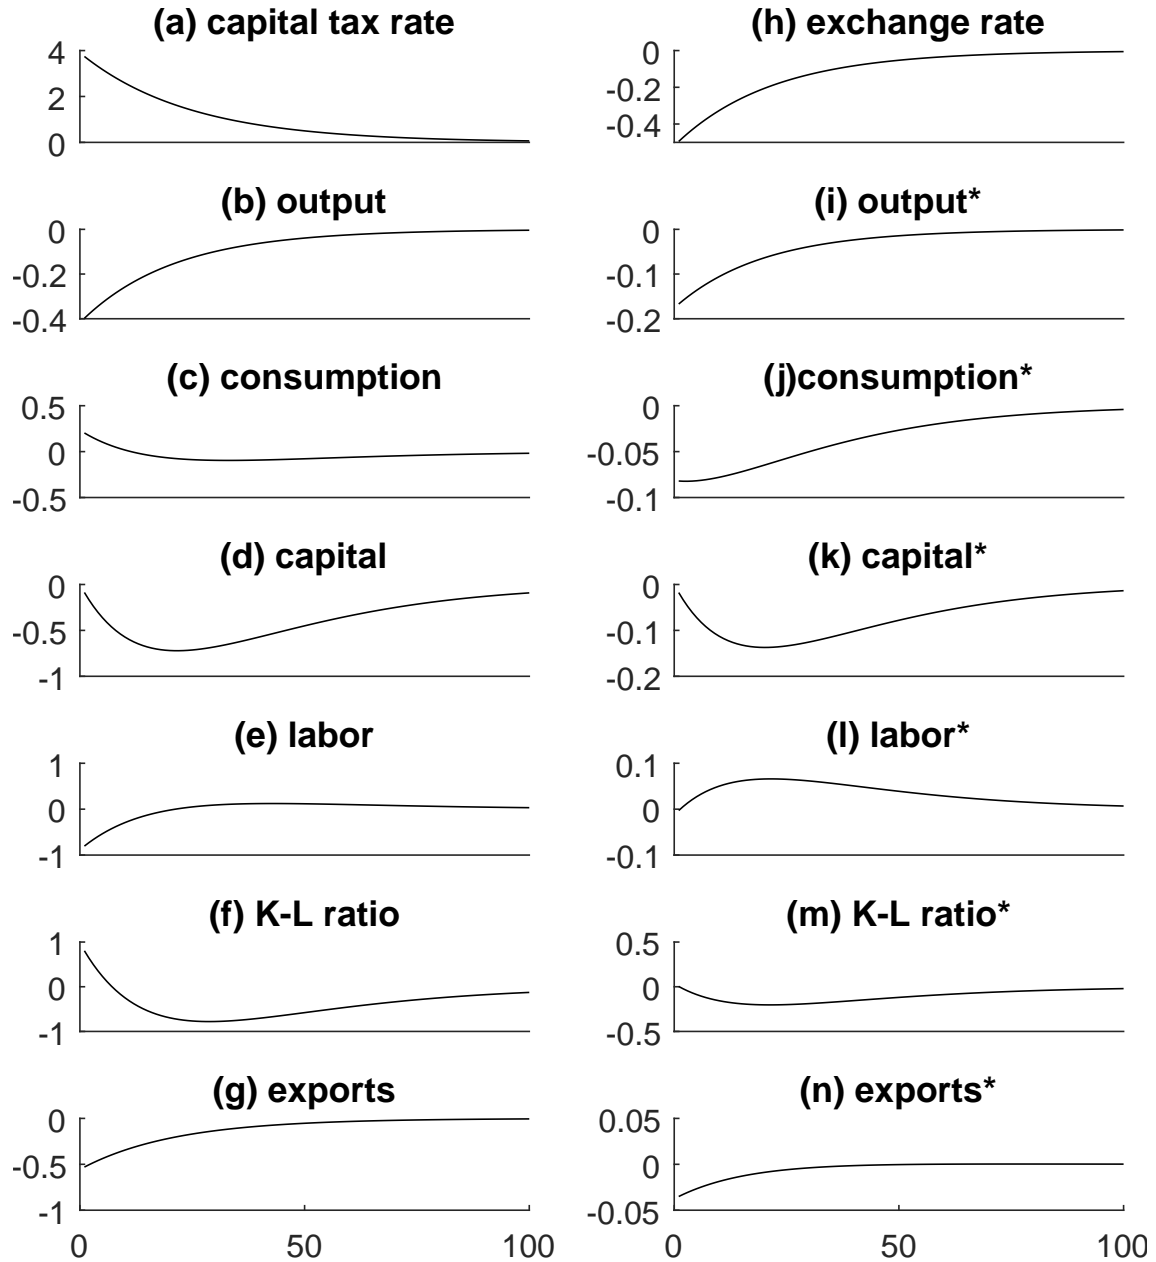 (a) capital tax rate
4
2
0
(b) output
0
-0.2
-0.4
(c) consumption
0.5
0
-0.5
(d) capital
0
-0.5
-1
(e) labor
1
0
-1
(f) K-L ratio
1
0
-1
(g) exports
0
-0.5
-1
0 50 100
(h) exchange rate
0
-0.2
-0.4
(i) output*
0
-0.1
-0.2
(j)consumption*
0
-0.05
-0.1
(k) capital*
0
-0.1
-0.2
(l) labor*
0.1
0
-0.1
(m) K-L ratio*
0.5
0
-0.5
(n) exports*
0.05
0
-0.05
0 50 100